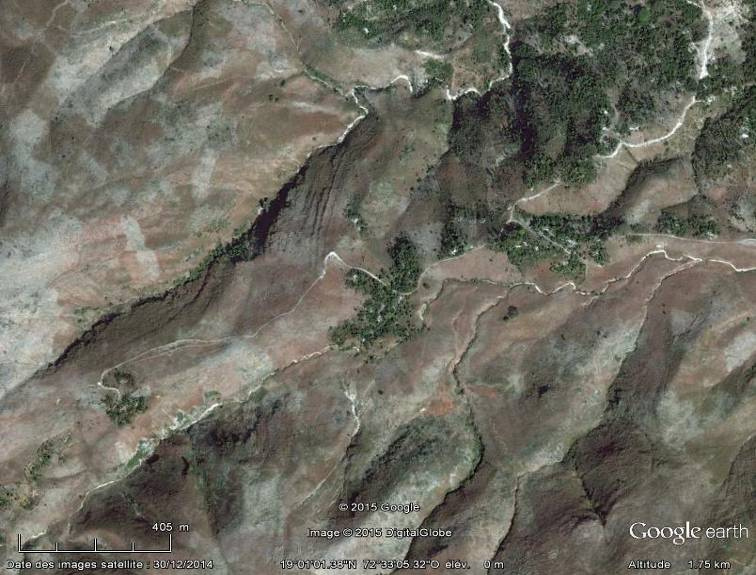 © 2015 Google
405 m
Image © 2015 DigitalGlobe
Google earth
Date des images satellite : 30/12/2014 19°01'01.38"N 72°33'05.32"O élév. 0 m Altitude 1.75 km